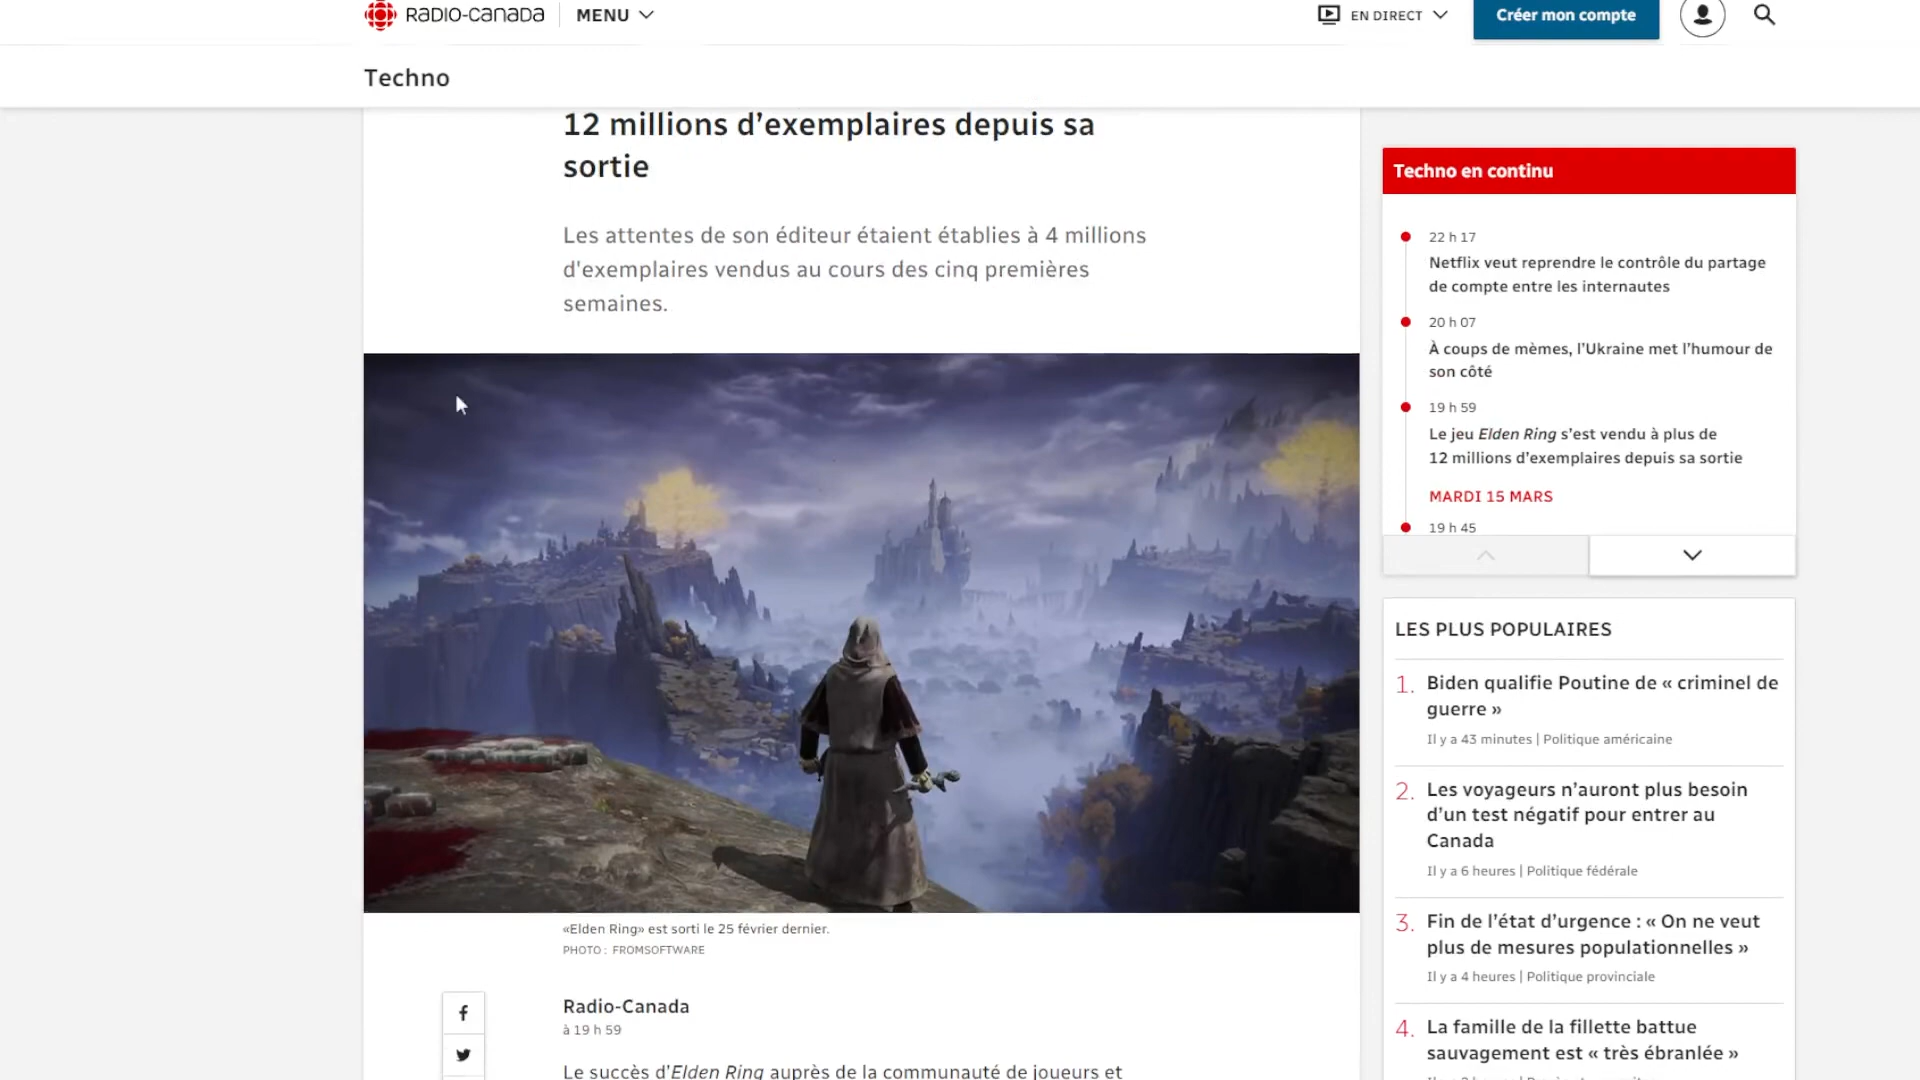 RADIO-CANADA
MENU
EN DIRECT
Créer mon compte
Techno
12 millions d’exemplaires depuis sa
sortie
Les attentes de son éditeur étaient établies à 4 millions
d'exemplaires vendus au cours des cinq premières
semaines.
«Elden Ring» est sorti le 25 février dernier.
PHOTO : FROMSOFTWARE
Radio-Canada
à 19 h 59
Le succès d’Elden Ring auprès de la communauté de joueurs et
Techno en continu
22 h 17
Netflix veut reprendre le contrôle du partage
de compte entre les internautes
20 h 07
À coups de mèmes, l’Ukraine met l’humour de
son côté
19 h 59
Le jeu Elden Ring s’est vendu à plus de
12 millions d’exemplaires depuis sa sortie
MARDI 15 MARS
19 h 45
LES PLUS POPULAIRES
1. Biden qualifie Poutine de « criminel de
guerre »
Il y a 43 minutes | Politique américaine
2. Les voyageurs n’auront plus besoin
d’un test négatif pour entrer au
Canada
Il y a 6 heures | Politique fédérale
3. Fin de l’état d’urgence : « On ne veut
plus de mesures populationnelles »
Il y a 4 heures | Politique provinciale
4. La famille de la fillette battue
sauvagement est « très ébranlée »